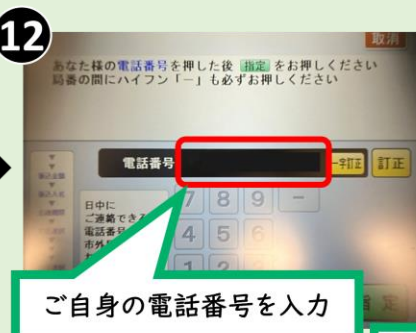 12
取消
あなた様の電話番号を押した後 指定 をお押しください
局番の間にハイフン「－」も必ずお押しください
電話番号
一字訂正
訂正
日中に
ご連絡でき
電話番号
市外
7 8 9 －
4 5 6
1 2
指定
ご自身の電話番号を入力